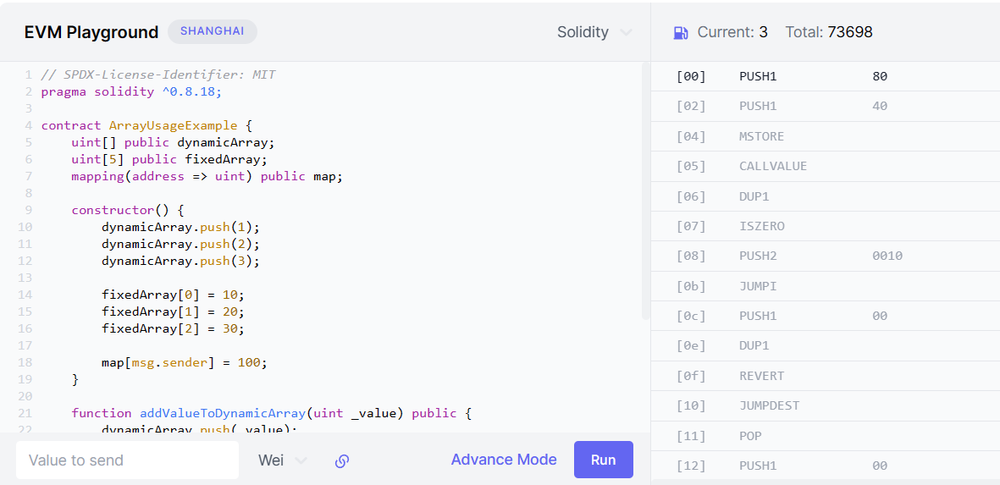 EVM Playground SHANGHAI Solidity
Current: 3 Total: 73698
1 // SPDX-License-Identifier: MIT
2 pragma solidity ^0.8.18;
3
4 contract ArrayUsageExample {
5 uint[] public dynamicArray;
6 uint[5] public fixedArray;
7 mapping(address => uint) public map;
8
9 constructor() {
10 dynamicArray.push(1);
11 dynamicArray.push(2);
12 dynamicArray.push(3);
13
14 fixedArray[0] = 10;
15 fixedArray[1] = 20;
16 fixedArray[2] = 30;
17
18 map[msg.sender] = 100;
19 }
20
21 function addValueToDynamicArray(uint _value) public {
22 dynamicArray.push(_value);
Value to send Wei Advance Mode Run
[00] PUSH1 80
[02] PUSH1 40
[04] MSTORE
[05] CALLVALUE
[06] DUP1
[07] ISZERO
[08] PUSH2 0010
[0b] JUMPI
[0c] PUSH1 00
[0e] DUP1
[0f] REVERT
[10] JUMPDEST
[11] POP
[12] PUSH1 00